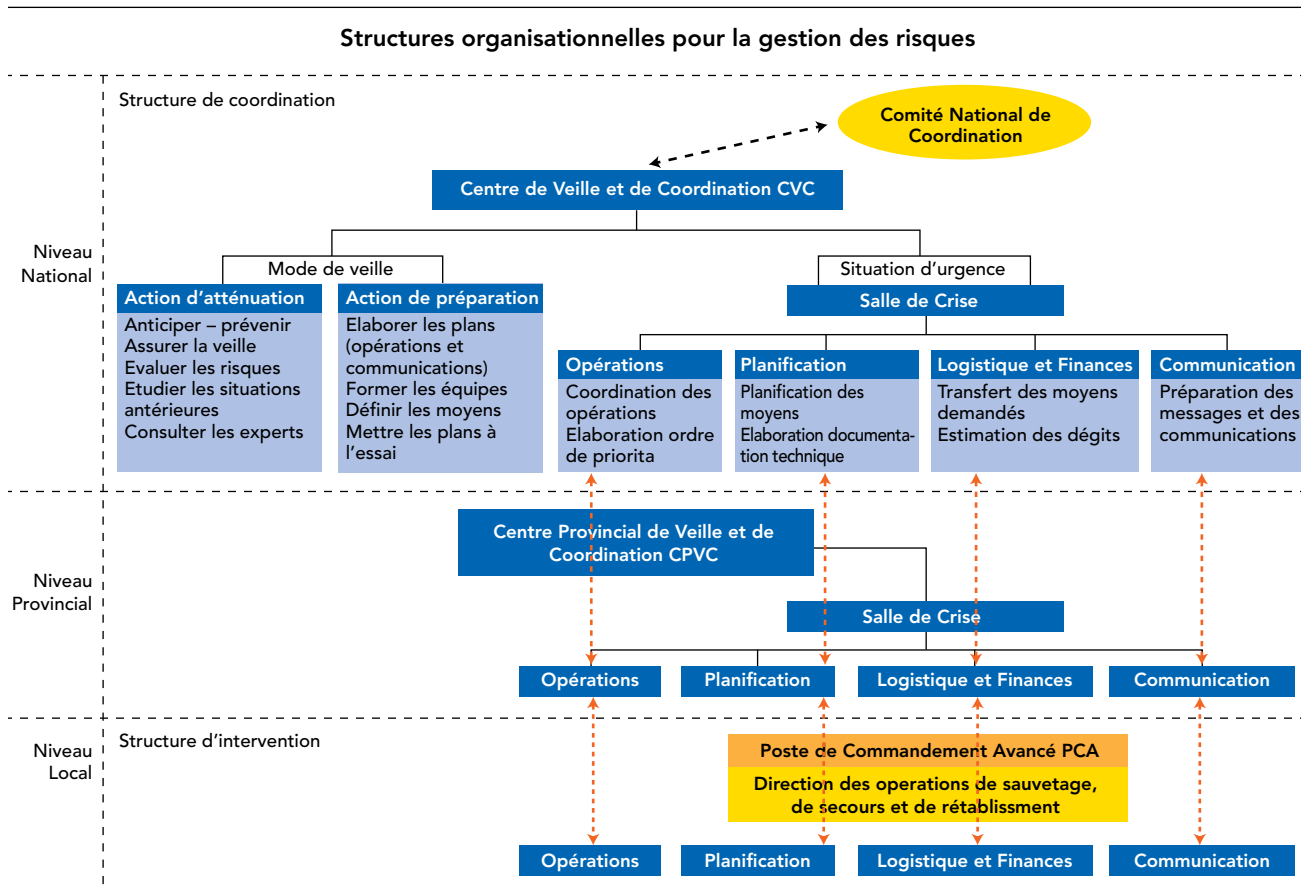 Structures organisationnelles pour la gestion des risques
Structure de coordination
Comité National de
Coordination
Centre de Veille et de Coordination CVC
Niveau
National
Mode de veille
Situation d'urgence
Action d'atténuation
Anticiper – prévenir
Assurer la veille
Evaluer les risques
Etudier les situations
antérieures
Consulter les experts
Action de préparation
Elaborer les plans
(opérations et
communications)
Former les équipes
Définir les moyens
Mettre les plans à
l'essai
Salle de Crise
Opérations
Coordination des
opérations
Elaboration ordre
de priorita
Planification
Planification des
moyens
Elaboration documenta-
tation technique
Logistique et Finances
Transfert des moyens
demandés
Estimation des dégits
Communication
Préparation des
messages et des
communications
Niveau
Provincial
Centre Provincial de Veille et de
Coordination CPVC
Salle de Crise
Opérations
Planification
Logistique et Finances
Communication
Niveau
Local
Structure d'intervention
Poste de Commandement Avancé PCA
Direction des operations de sauvetage,
de secours et de rétablissment
Opérations
Planification
Logistique et Finances
Communication